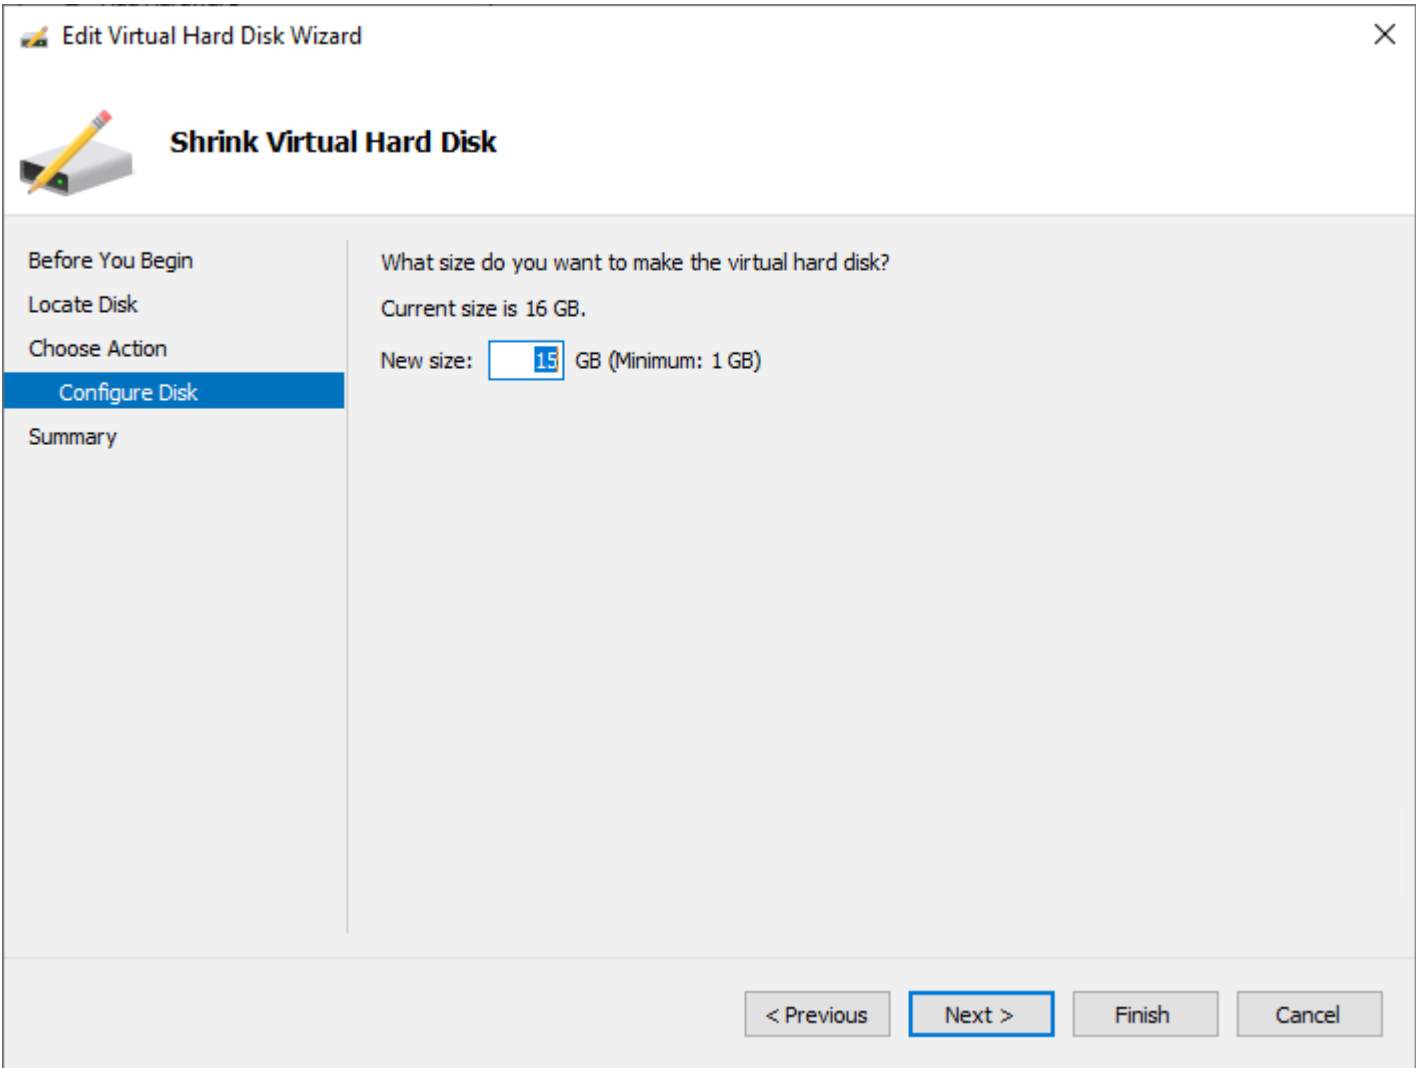 Edit Virtual Hard Disk Wizard
Shrink Virtual Hard Disk
Before You Begin
Locate Disk
Choose Action
Configure Disk
Summary
What size do you want to make the virtual hard disk?
Current size is 16 GB.
New size: 15 GB (Minimum: 1 GB)
< Previous
Next >
Finish
Cancel